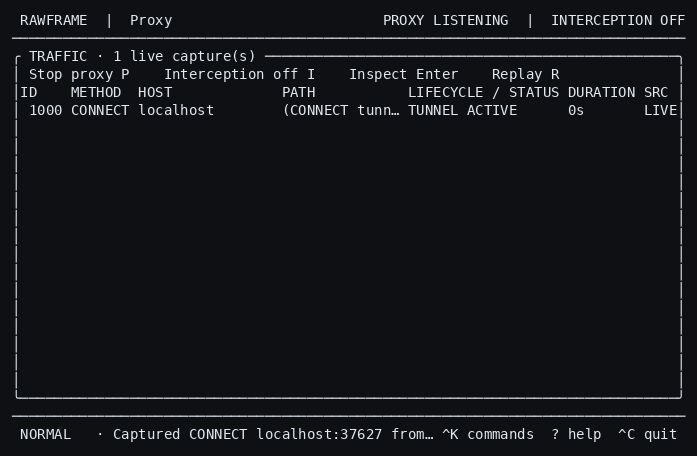 RAWFRAME | Proxy PROXY LISTENING | INTERCEPTION OFF
TRAFFIC · 1 live capture(s)
Stop proxy P Interception off I Inspect Enter Replay R
ID METHOD HOST PATH LIFECYCLE / STATUS DURATION SRC
1000 CONNECT localhost (CONNECT tunn… TUNNEL ACTIVE 0s LIVE
NORMAL · Captured CONNECT localhost:37627 from… ^K commands ? help ^C quit